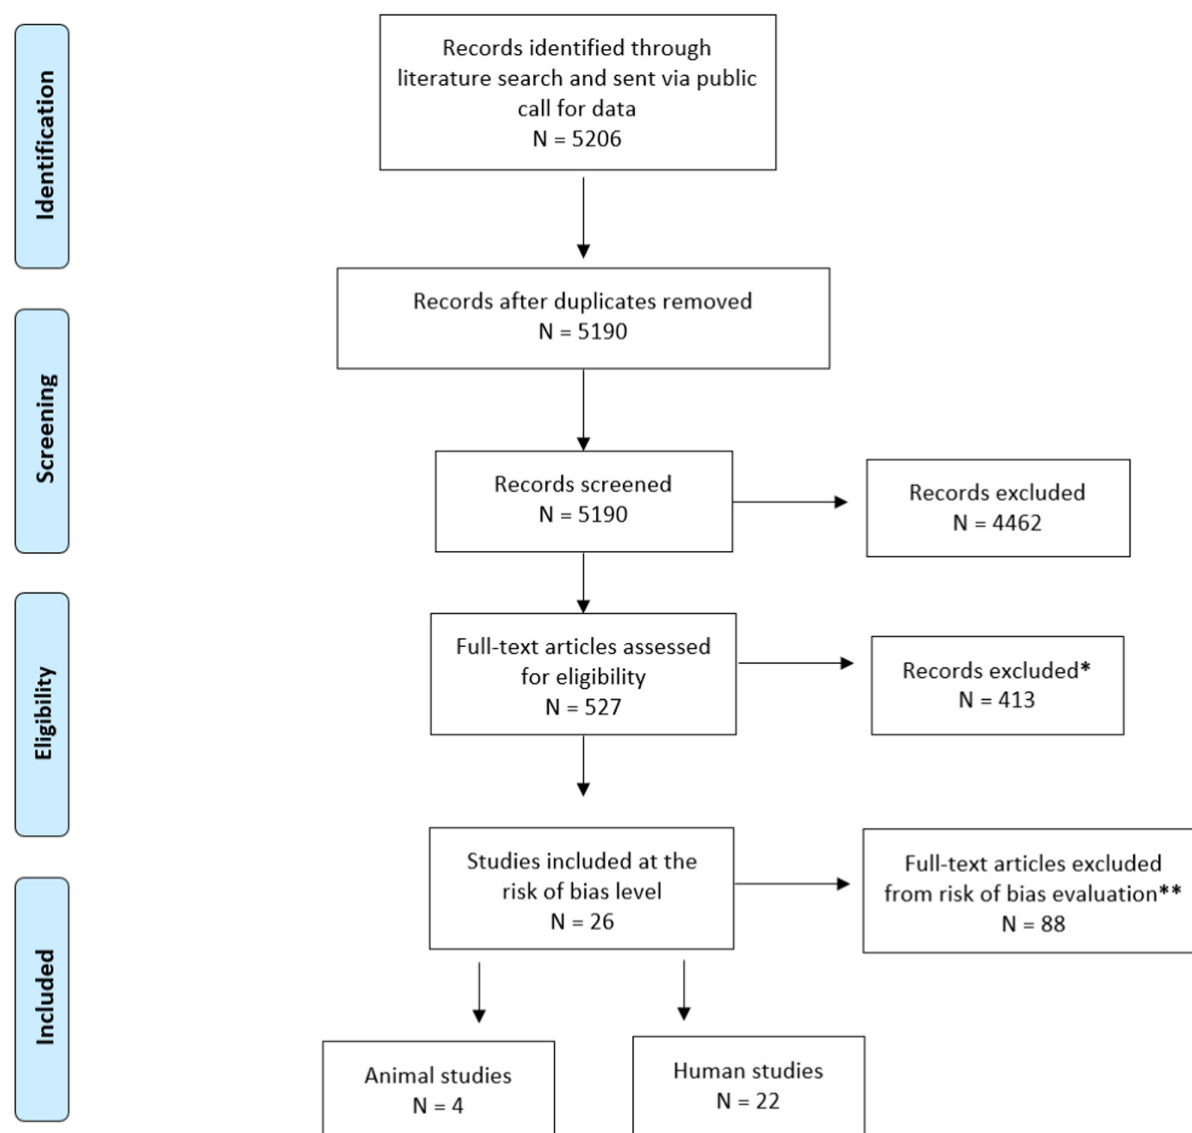 Identification
Records identified through
literature search and sent via public
call for data
N = 5206
Records after duplicates removed
N = 5190
Screening
Records screened
N = 5190
Records excluded
N = 4462
Eligibility
Full-text articles assessed
for eligibility
N = 527
Records excluded*
N = 413
Studies included at the
risk of bias level
N = 26
Full-text articles excluded
from risk of bias evaluation**
N = 88
Included
Animal studies
N = 4
Human studies
N = 22